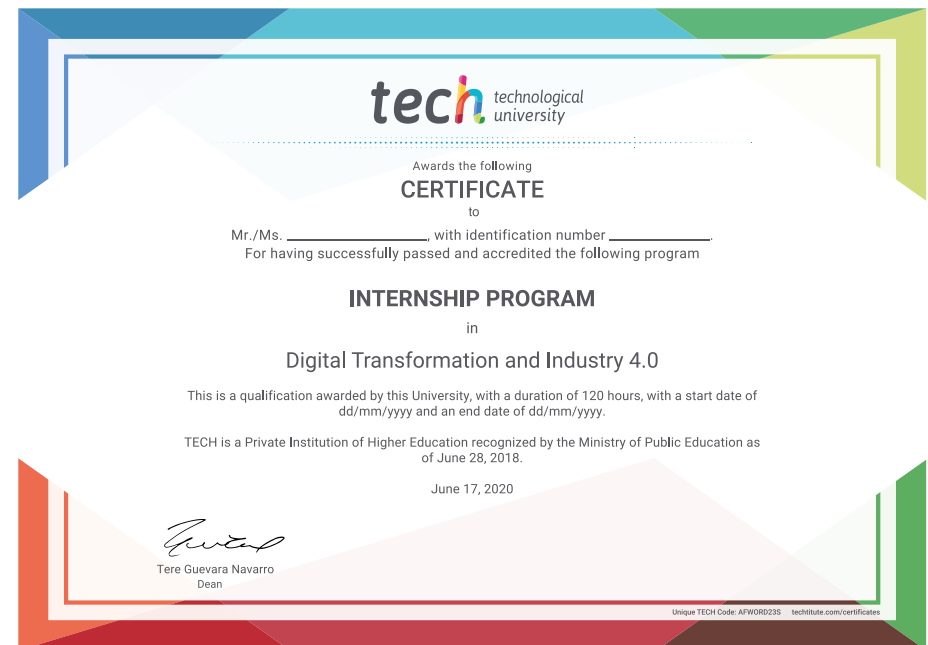 tech technological
university
Awards the following
CERTIFICATE
to
Mr./Ms. ____________________, with identification number ______________.
For having successfully passed and accredited the following program
INTERNSHIP PROGRAM
in
Digital Transformation and Industry 4.0
This is a qualification awarded by this University, with a duration of 120 hours, with a start date of
dd/mm/yyyy and an end date of dd/mm/yyyy.
TECH is a Private Institution of Higher Education recognized by the Ministry of Public Education as
of June 28, 2018.
June 17, 2020
Tere Guevara Navarro
Dean
Unique TECH Code: AFWORD23S techtitute.com/certificates